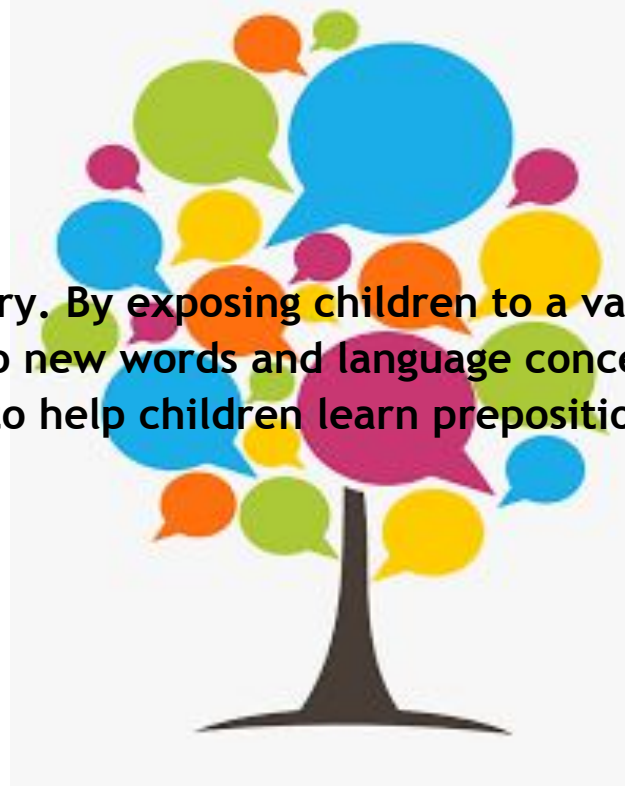 ry. By exposing children to a va
o new words and language conce
o help children learn prepositio